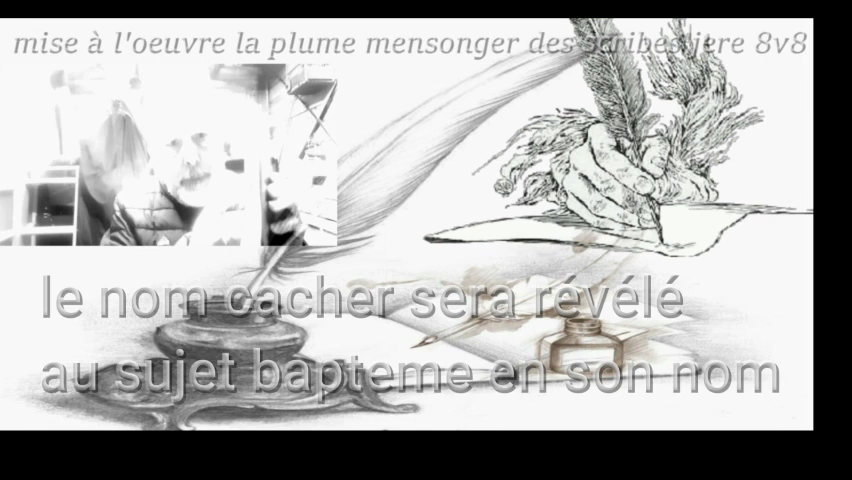 mise à l'oeuvre la plume mensonger des scribes jere 8v8
le nom cacher sera révélé
au sujet bapteme en son nom